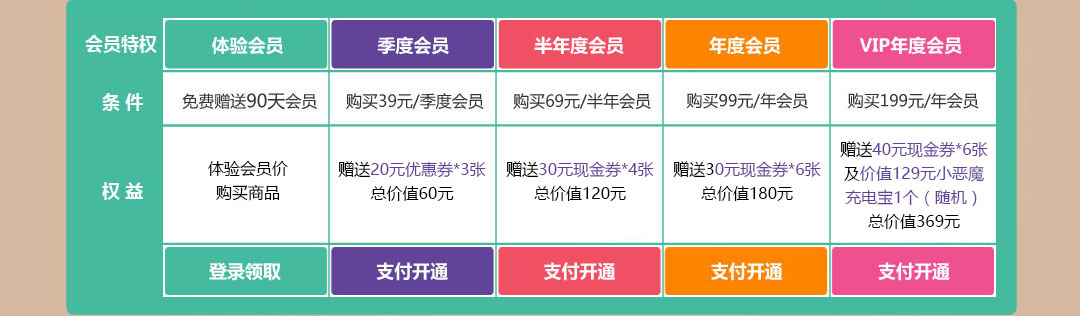 会员特权 体验会员 季度会员 半年度会员 年度会员 VIP年度会员
条 件 免费赠送90天会员 购买39元/季度会员 购买69元/半年会员 购买99元/年会员 购买199元/年会员
权 益
体验会员价
购买商品
赠送20元优惠券*3张
总价值60元
赠送30元现金券*4张
总价值120元
赠送30元现金券*6张
总价值180元
赠送40元现金券*6张
及价值129元小恶魔
充电宝1个（随机）
总价值369元
登录领取 支付开通 支付开通 支付开通 支付开通